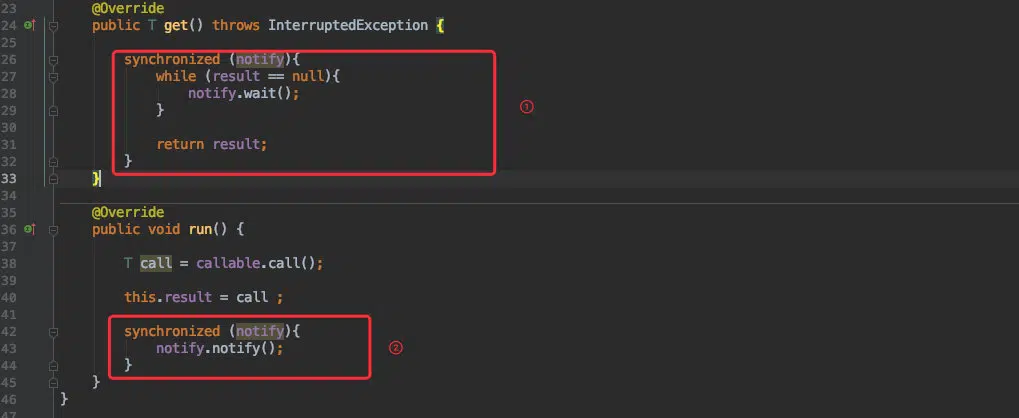 23 @Override
24 public T get() throws InterruptedException {
25
26 synchronized (notify){
27 while (result == null){
28 notify.wait();
29 }
30
31 return result;
32 }
33 }
34
35 @Override
36 public void run() {
37
38 T call = callable.call();
39
40 this.result = call ;
41
42 synchronized (notify){
43 notify.notify();
44 }
45 }
46 }
47
①
②